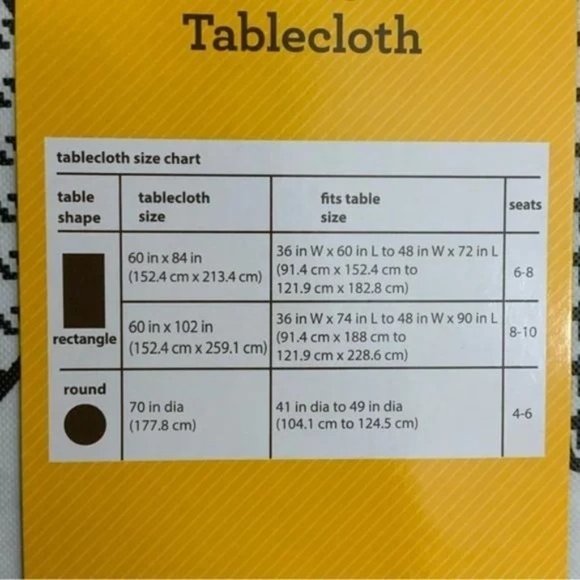 Tablecloth
tablecloth size chart
table
shape
tablecloth
size
fits table
size
seats
rectangle
60 in x 84 in
(152.4 cm x 213.4 cm)
36 in W x 60 in L to 48 in W x 72 in L
(91.4 cm x 152.4 cm to
121.9 cm x 182.8 cm)
6-8
60 in x 102 in
(152.4 cm x 259.1 cm)
36 in W x 74 in L to 48 in W x 90 in L
(91.4 cm x 188 cm to
121.9 cm x 228.6 cm)
8-10
round
70 in dia
(177.8 cm)
41 in dia to 49 in dia
(104.1 cm to 124.5 cm)
4-6